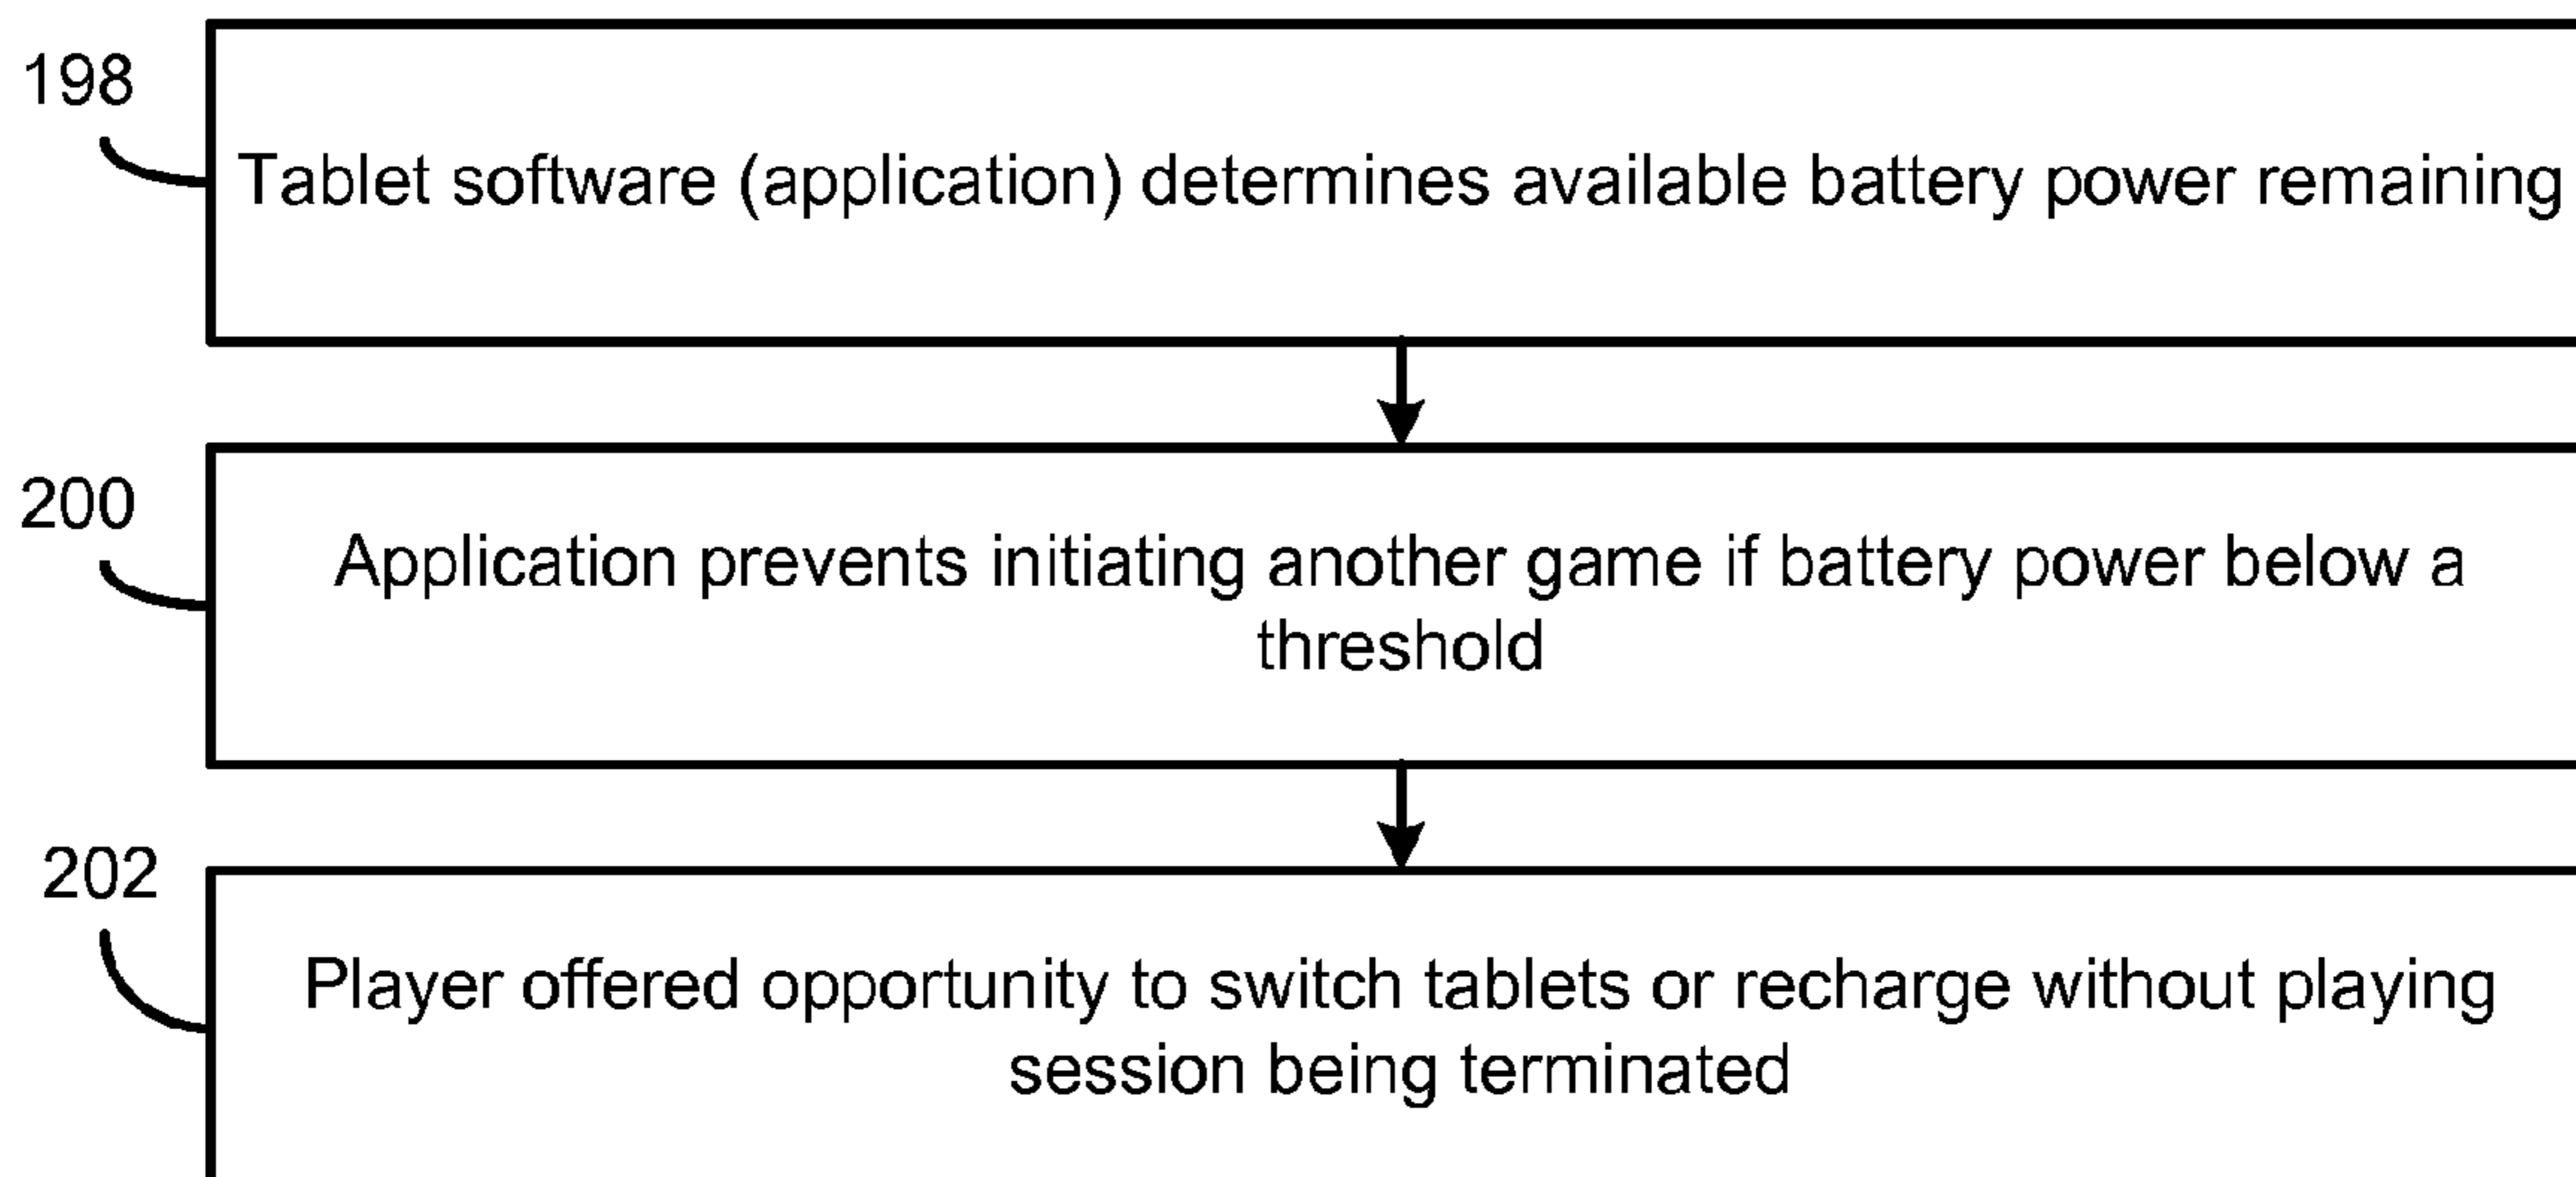 198
Tablet software (application) determines available battery power remaining
200
Application prevents initiating another game if battery power below a
threshold
202
Player offered opportunity to switch tablets or recharge without playing
session being terminated